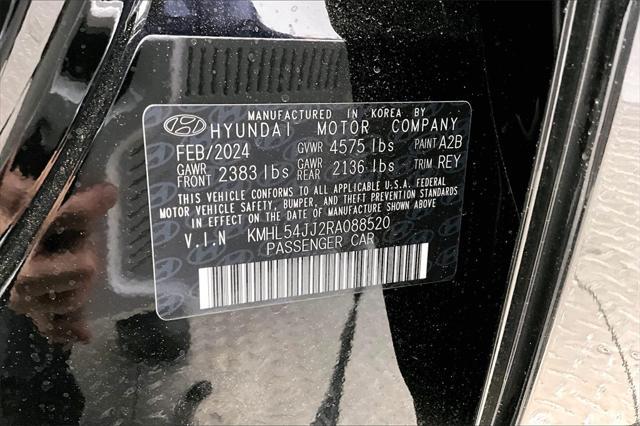 MANUFACTURED IN KOREA BY
HYUNDAI MOTOR COMPANY
FEB/2024 GVWR 4575 lbs PAINT A2B
GAWR FRONT 2383 lbs GAWR REAR 2136 lbs TRIM REY
THIS VEHICLE CONFORMS TO ALL APPLICABLE U.S.A. FEDERAL
MOTOR VEHICLE SAFETY, BUMPER, AND THEFT PREVENTION STANDARDS
IN EFFECT ON THE DATE OF MANUFACTURE SHOWN ABOVE.
V.I.N KMHL54JJ2RA088520
PASSENGER CAR